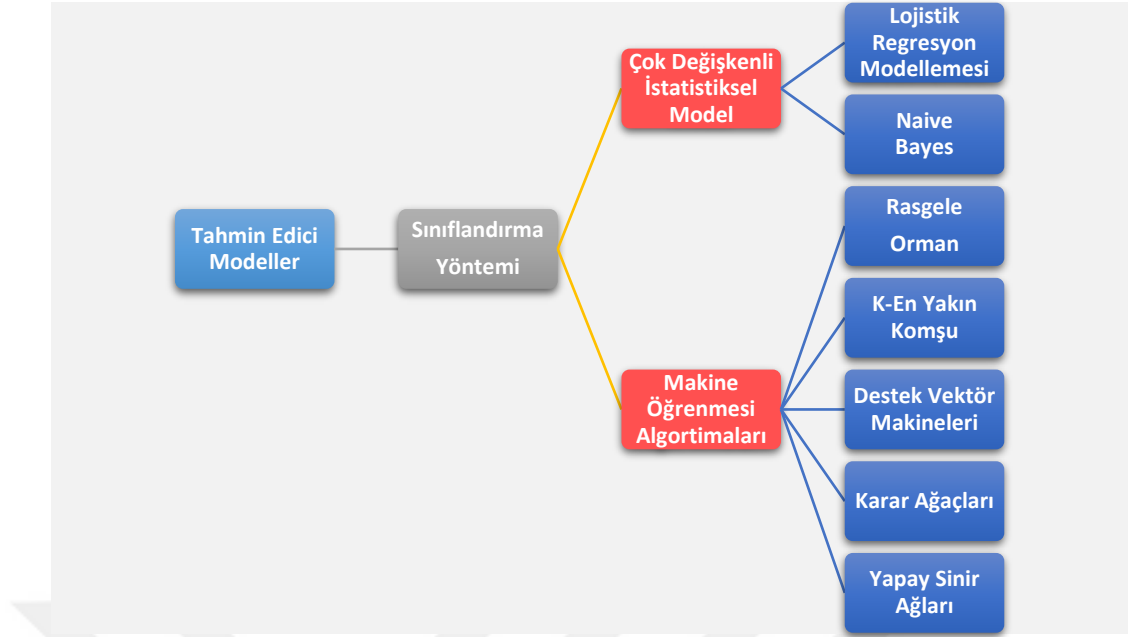 Tahmin Edici
Modeller
Sınıflandırma
Yöntemi
Çok Değişkenli
İstatistiksel
Model
Lojistik
Regresyon
Modellemesi
Naive
Bayes
Makine
Öğrenmesi
Algortimaları
Rasgele
Orman
K-En Yakın
Komşu
Destek Vektör
Makineleri
Karar Ağaçları
Yapay Sinir
Ağları